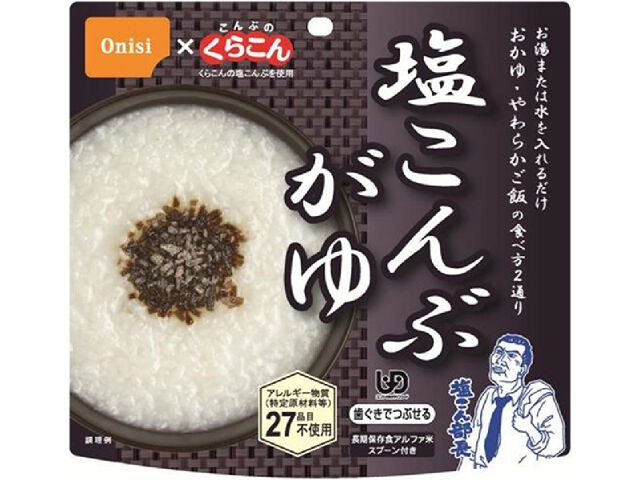 Onisi
×
こんぶの
くらこん
くらこんの塩こんぶを使用
お湯または水を入れるだけ
おかゆ・やわらかご飯の食べ方2通り
塩こんぶ
がゆ
アレルギー物質
(特定原材料等)
27品目
不使用
UD
歯ぐきでつぶせる
長期保存食アルファ米
スプーン付き
塩こん部長
調理例